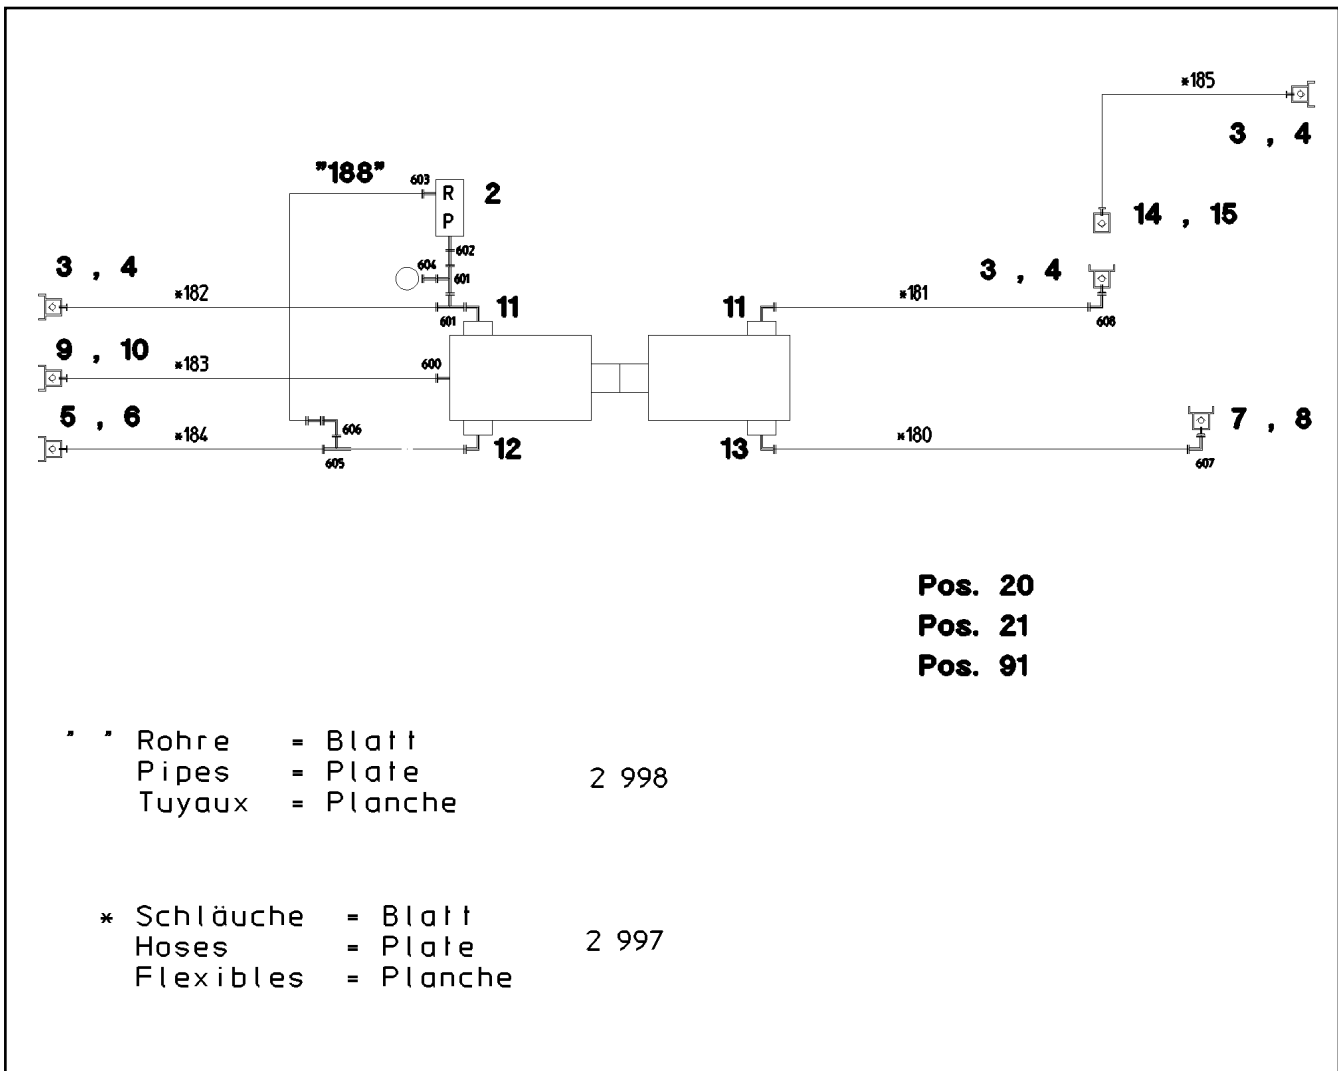 *185
3 , 4
"188"
603
R
P
2
14 , 15
602
3 , 4
604
601
3 , 4
*182
601
11
11
*181
608
9 , 10
*183
600
5 , 6
*184
606
605
12
13
*180
7 , 8
607
Pos. 20
Pos. 21
Pos. 91
" " Rohre = Blatt
Pipes = Plate 2 998
Tuyaux = Planche
* Schläuche = Blatt
Hoses = Plate 2 997
Flexibles = Planche